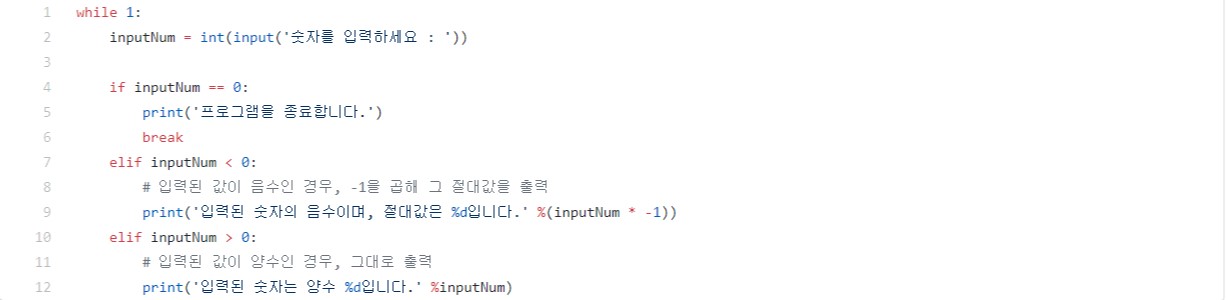 1 while 1:
2 inputNum = int(input('숫자를 입력하세요 : '))
3
4 if inputNum == 0:
5 print('프로그램을 종료합니다.')
6 break
7 elif inputNum < 0:
8 # 입력된 값이 음수인 경우, -1을 곱해 그 절대값을 출력
9 print('입력된 숫자의 음수이며, 절대값은 %d입니다.' %(inputNum * -1))
10 elif inputNum > 0:
11 # 입력된 값이 양수인 경우, 그대로 출력
12 print('입력된 숫자는 양수 %d입니다.' %inputNum)